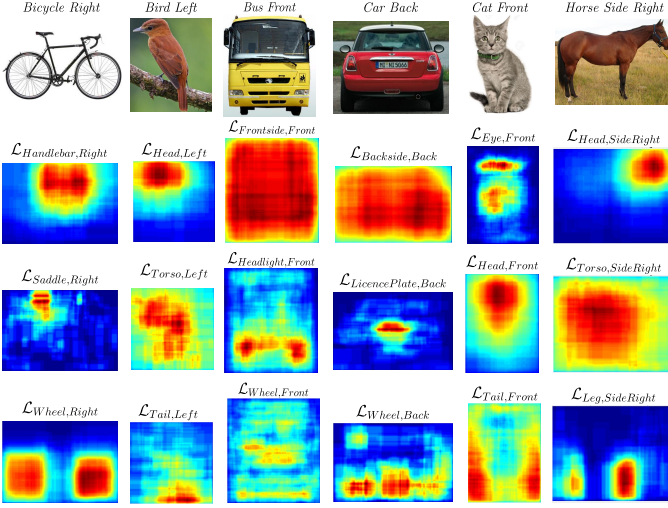 Bicycle Right Bird Left Bus Front Car Back Cat Front Horse Side Right
ℒHandlebar,Right ℒHead,Left ℒFrontside,Front ℒBackside,Back ℒEye,Front ℒHead,SideRight
ℒSaddle,Right ℒTorso,Left ℒHeadlight,Front ℒLicencePlate,Back ℒHead,Front ℒTorso,SideRight
ℒWheel,Right ℒTail,Left ℒWheel,Front ℒWheel,Back ℒTail,Front ℒLeg,SideRight